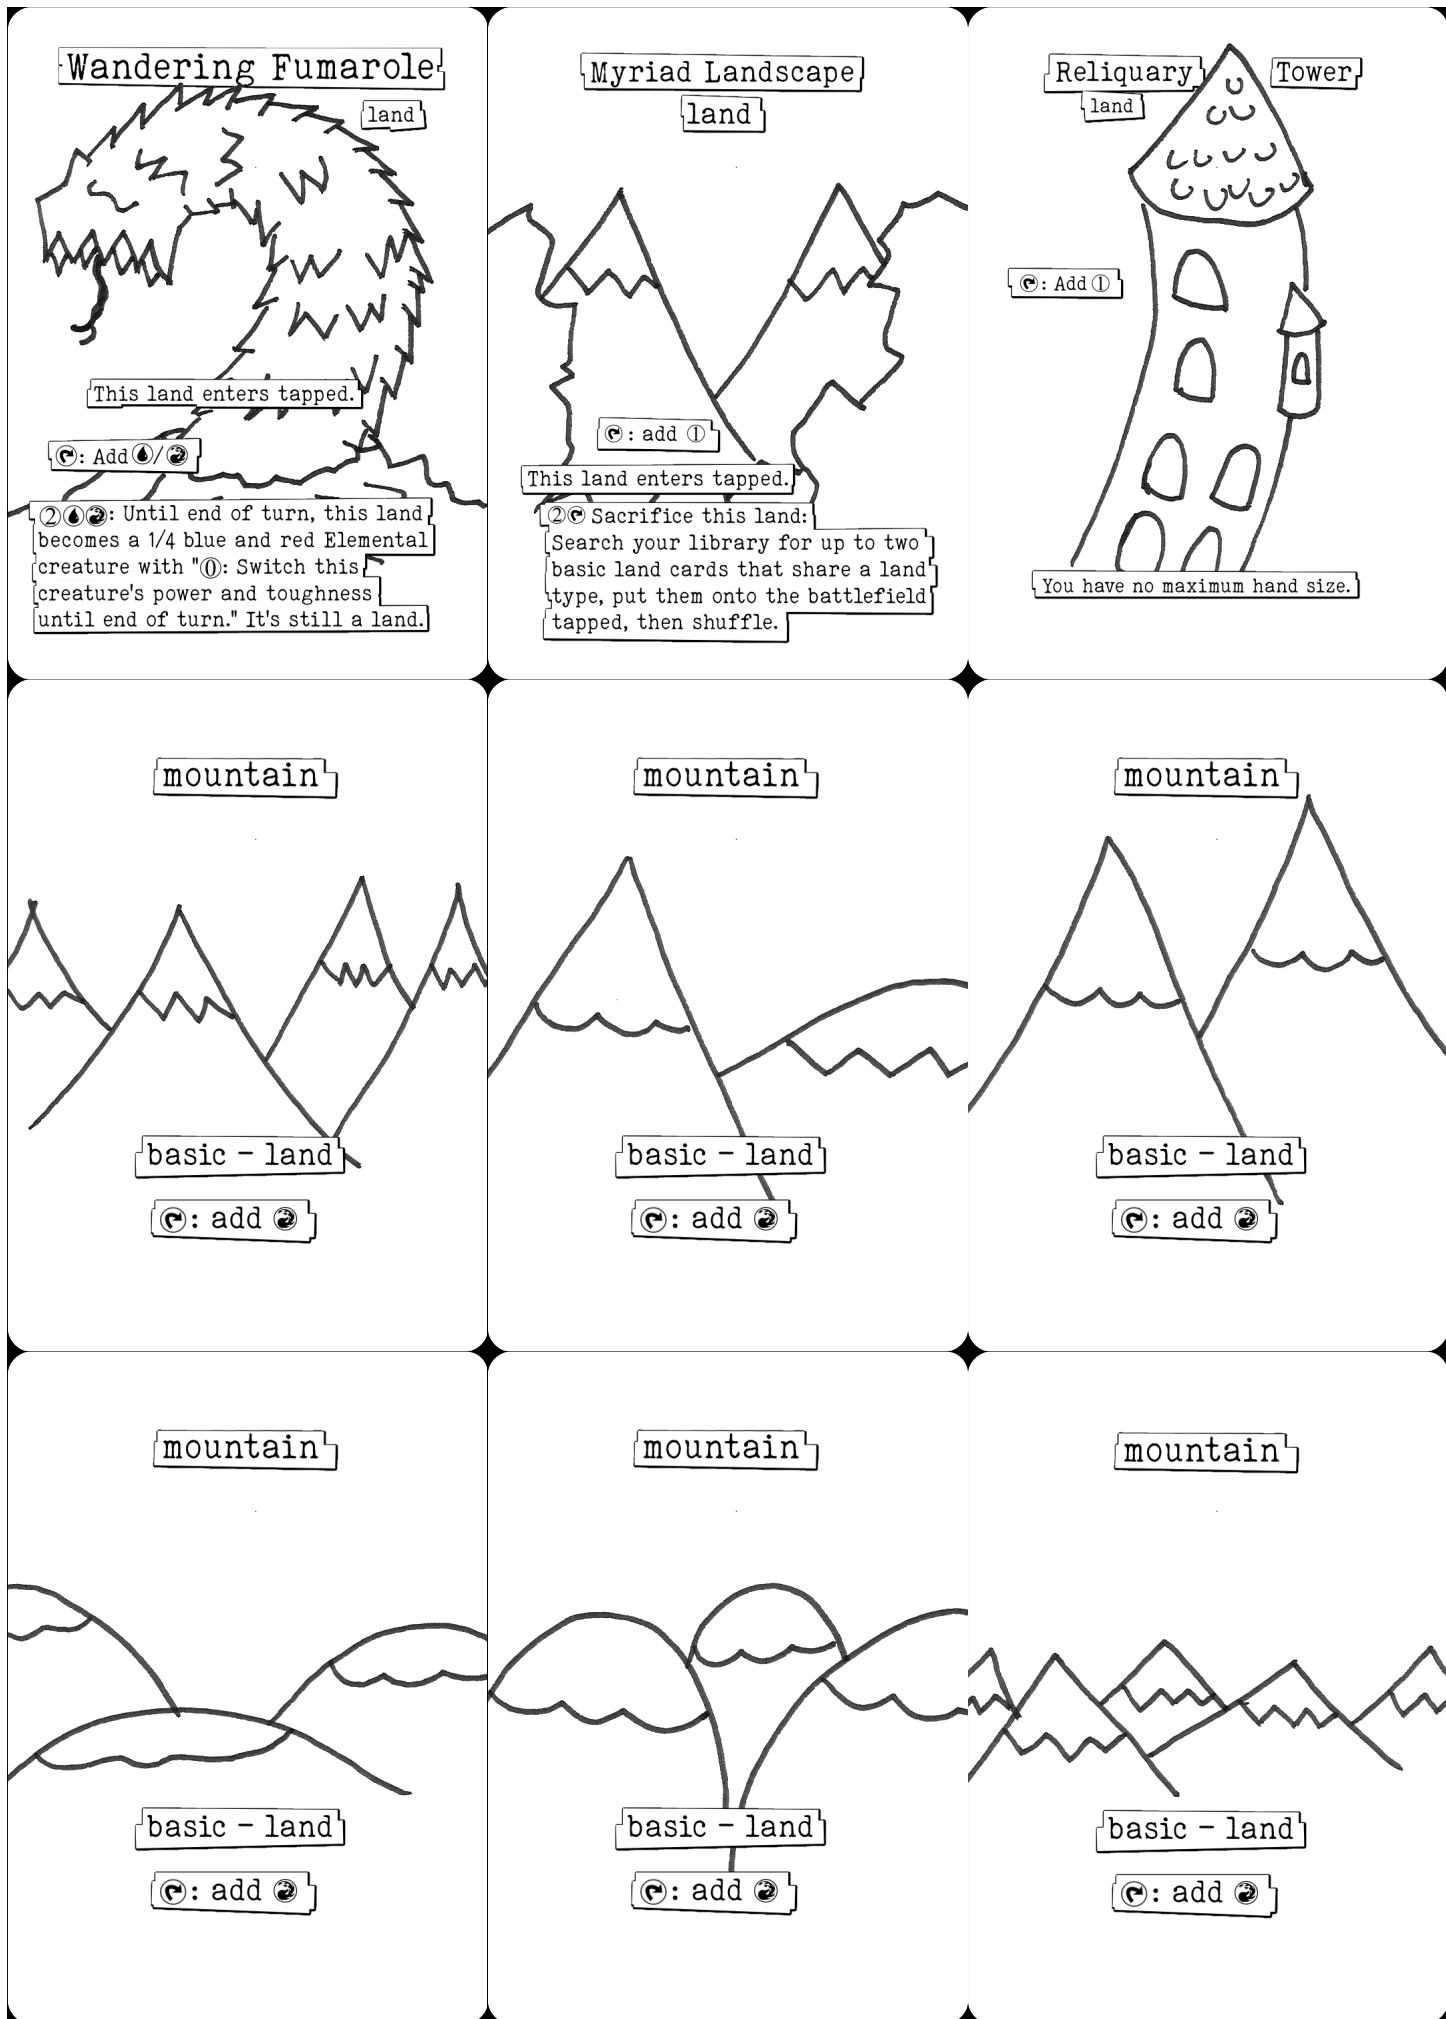 Wandering Fumarole
land
This land enters tapped.
: Add /
②: Until end of turn, this land
becomes a 1/4 blue and red Elemental
creature with "⓪: Switch this
creature's power and toughness
until end of turn." It's still a land.
Myriad Landscape
land
: add ①
This land enters tapped.
② Sacrifice this land:
Search your library for up to two
basic land cards that share a land
type, put them onto the battlefield
tapped, then shuffle.
Reliquary Tower
land
: Add ①
You have no maximum hand size.
mountain
basic - land
: add
mountain
basic - land
: add
mountain
basic - land
: add
mountain
basic - land
: add
mountain
basic - land
: add
mountain
basic - land
: add